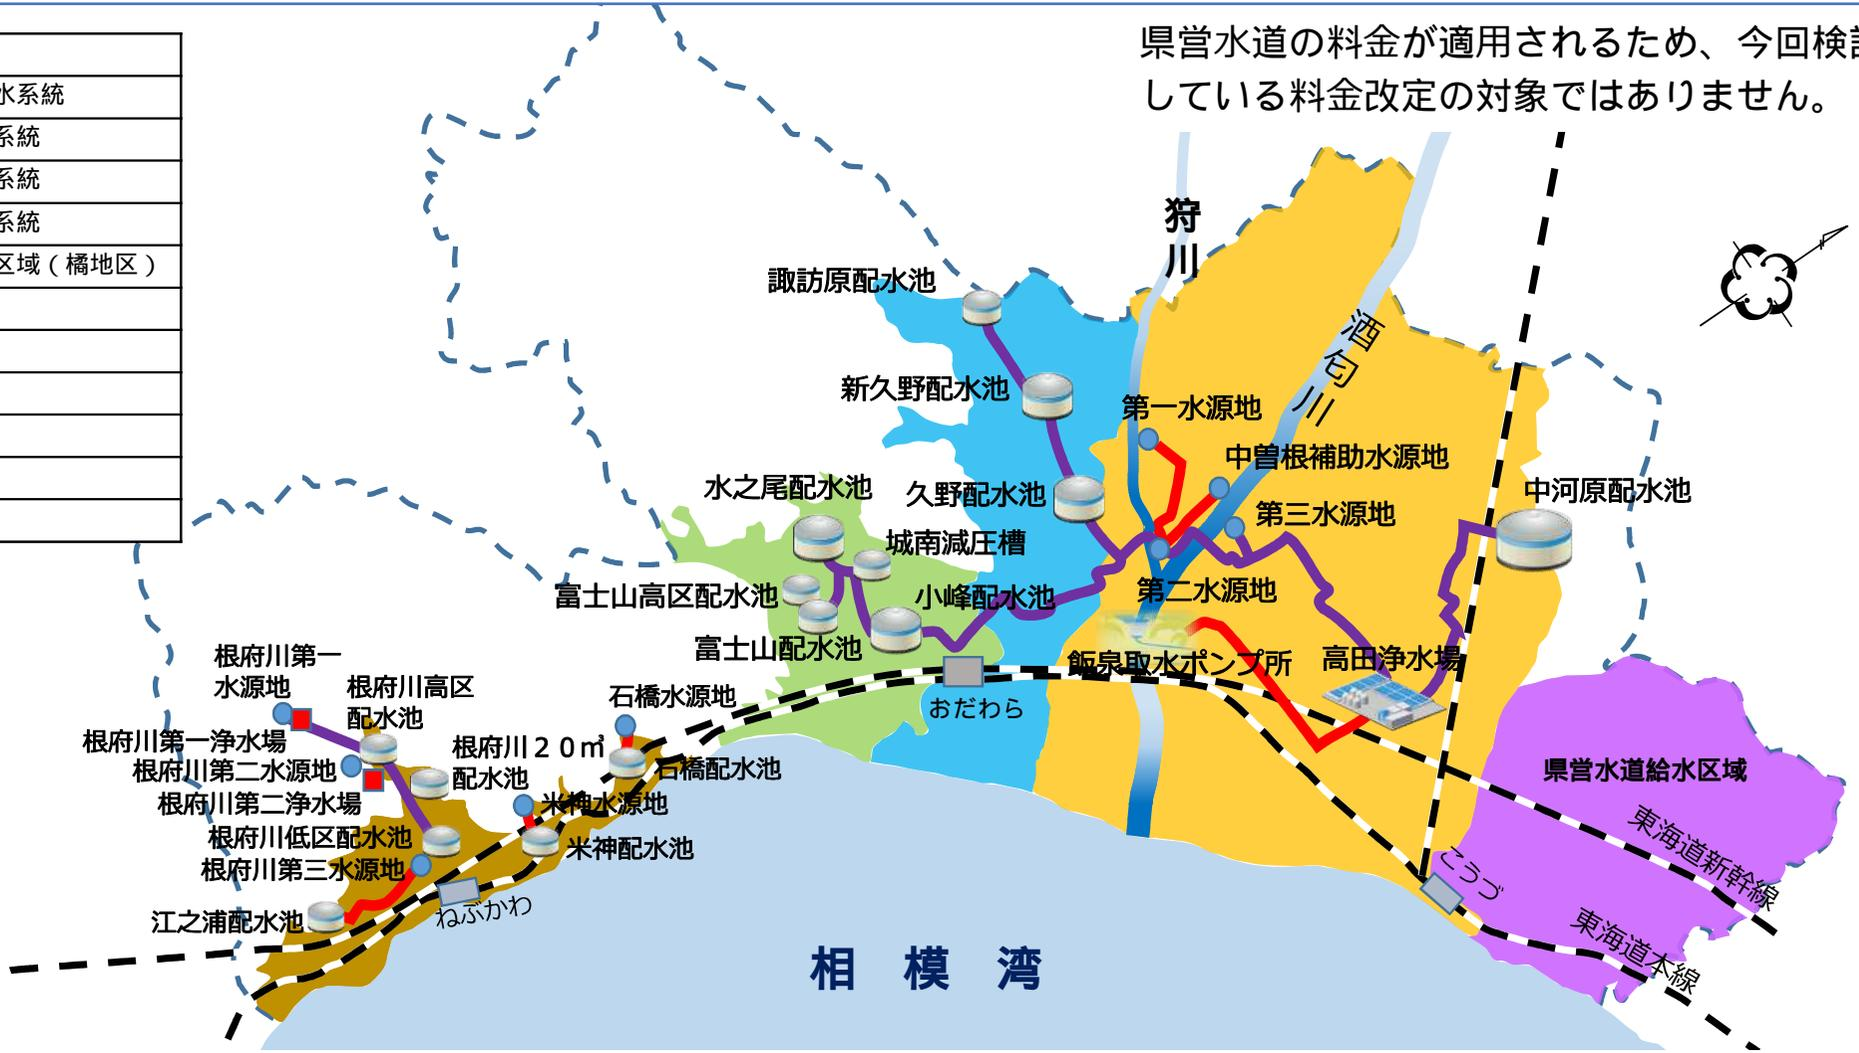 県営水道の料金が適用されるため、今回検
している料金改定の対象ではありません。
水系統
系統
系統
系統
区域（橘地区）
狩川
酒匂川
諏訪原配水池
新久野配水池
第一水源地
中曽根補助水源地
水之尾配水池
久野配水池
第三水源地
中河原配水池
城南減圧槽
富士山高区配水池
小峰配水池
第二水源地
富士山配水池
飯泉取水ポンプ所
高田浄水場
根府川第一
水源地
根府川高区
配水池
石橋水源地
おだわら
根府川第一浄水場
根府川２０㎥
配水池
根府川第二水源地
石橋配水池
県営水道給水区域
根府川第二浄水場
米神水源地
根府川低区配水池
米神配水池
根府川第三水源地
東海道新幹線
こうづ
江之浦配水池
ねぶかわ
東海道本線
相模湾